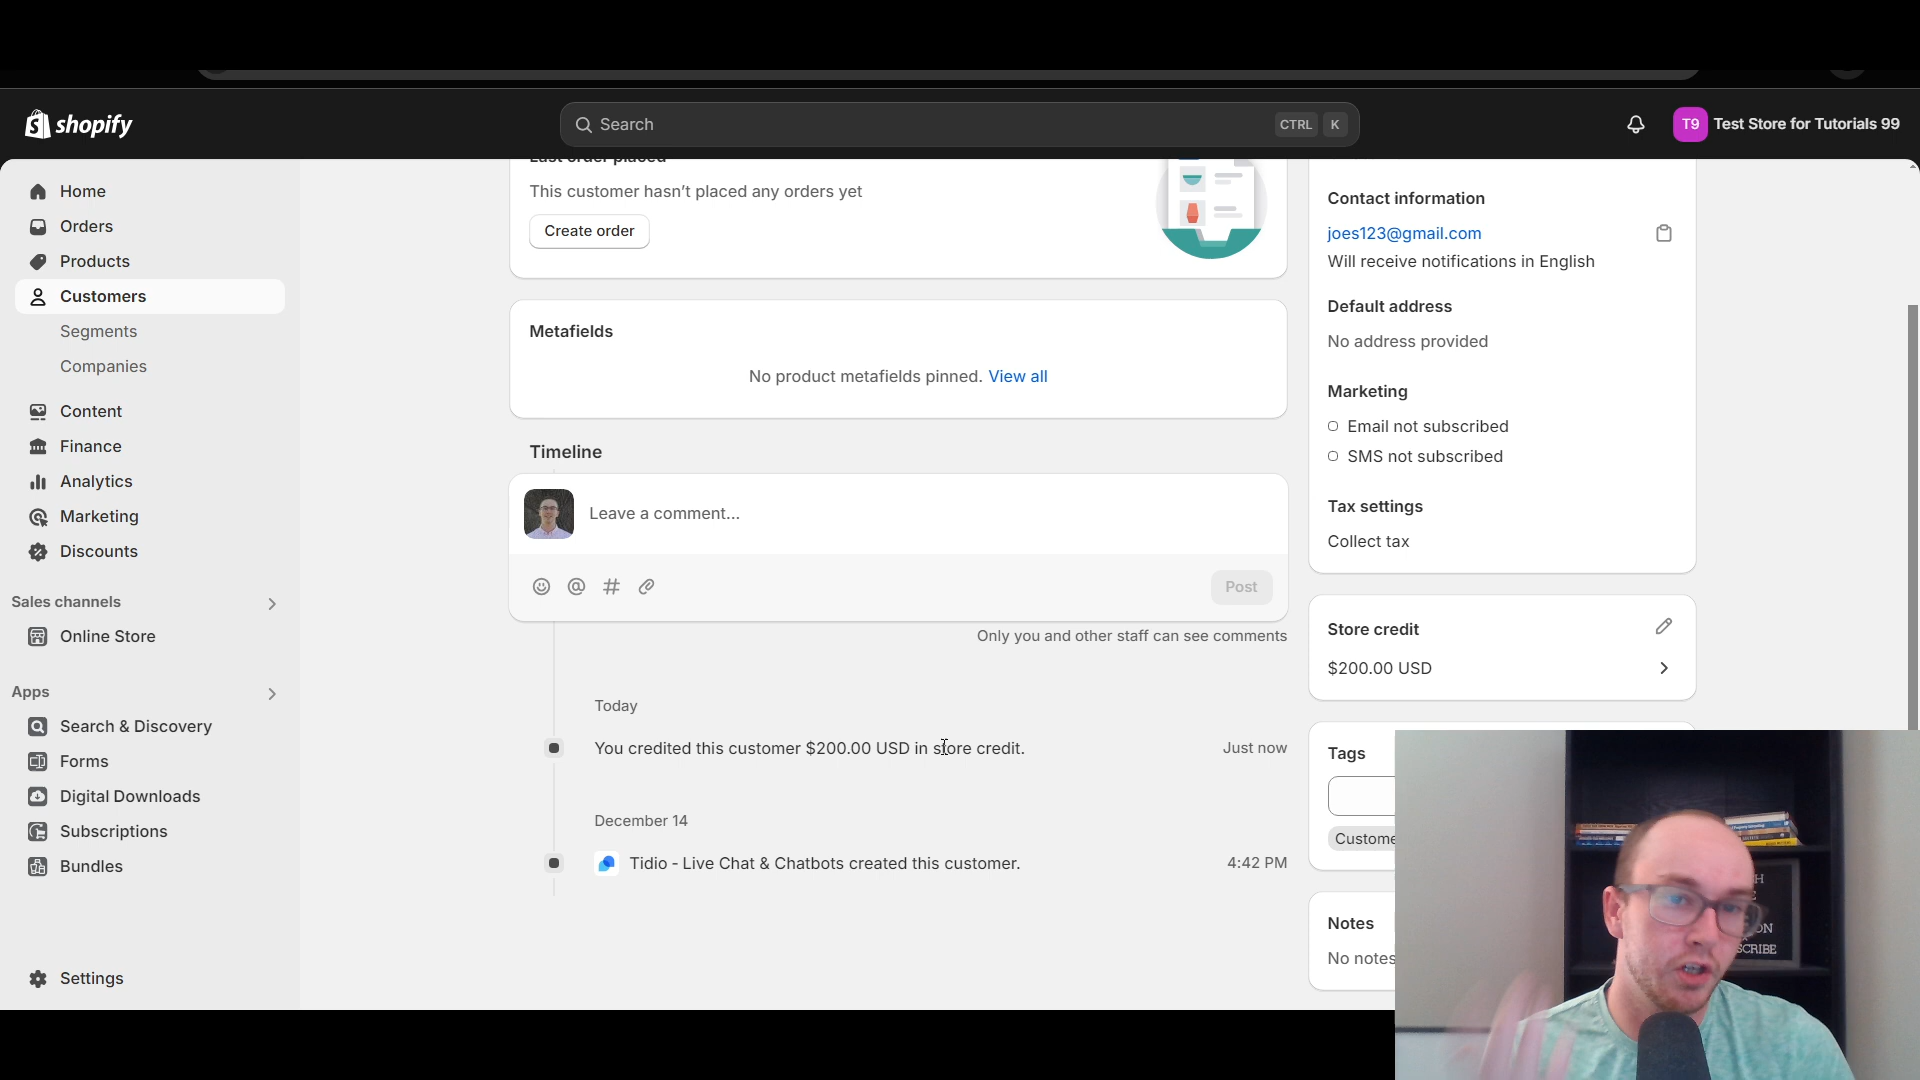 shopify
Search
CTRL K
T9 Test Store for Tutorials 99
Home
Orders
Products
Customers
Segments
Companies
Content
Finance
Analytics
Marketing
Discounts
Sales channels
Online Store
Apps
Search & Discovery
Forms
Digital Downloads
Subscriptions
Bundles
Settings
Last order placed
This customer hasn't placed any orders yet
Create order
Metafields
No product metafields pinned. View all
Timeline
Leave a comment...
Post
Only you and other staff can see comments
Today
You credited this customer $200.00 USD in store credit.
Just now
December 14
Tidio - Live Chat & Chatbots created this customer.
4:42 PM
Contact information
joes123@gmail.com
Will receive notifications in English
Default address
No address provided
Marketing
Email not subscribed
SMS not subscribed
Tax settings
Collect tax
Store credit
$200.00 USD
Tags
Custome
Notes
No notes